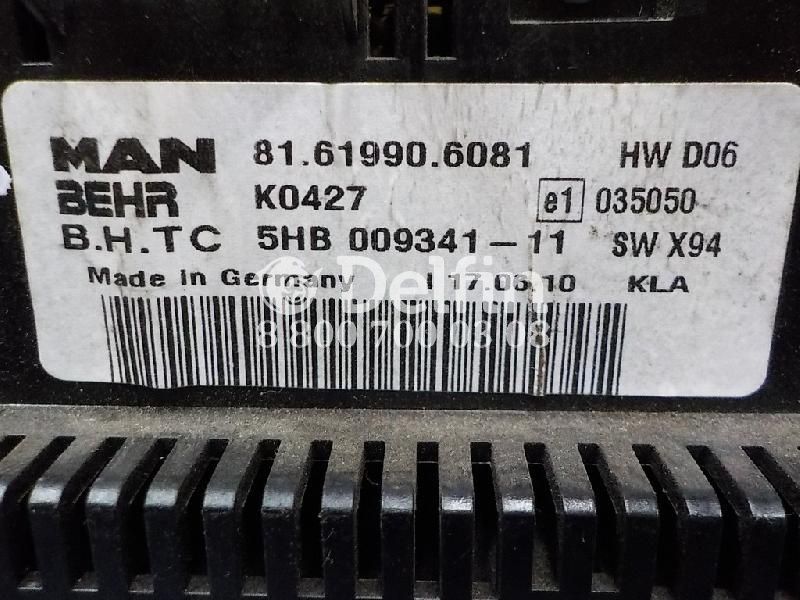 MAN 81.61990.6081 HW D06
BEHR K0427 e1 035050
B.H.TC 5HB 009341-11 SW X94
Made in Germany 17.03.10 KLA
Delfin
8 800 700 03 08